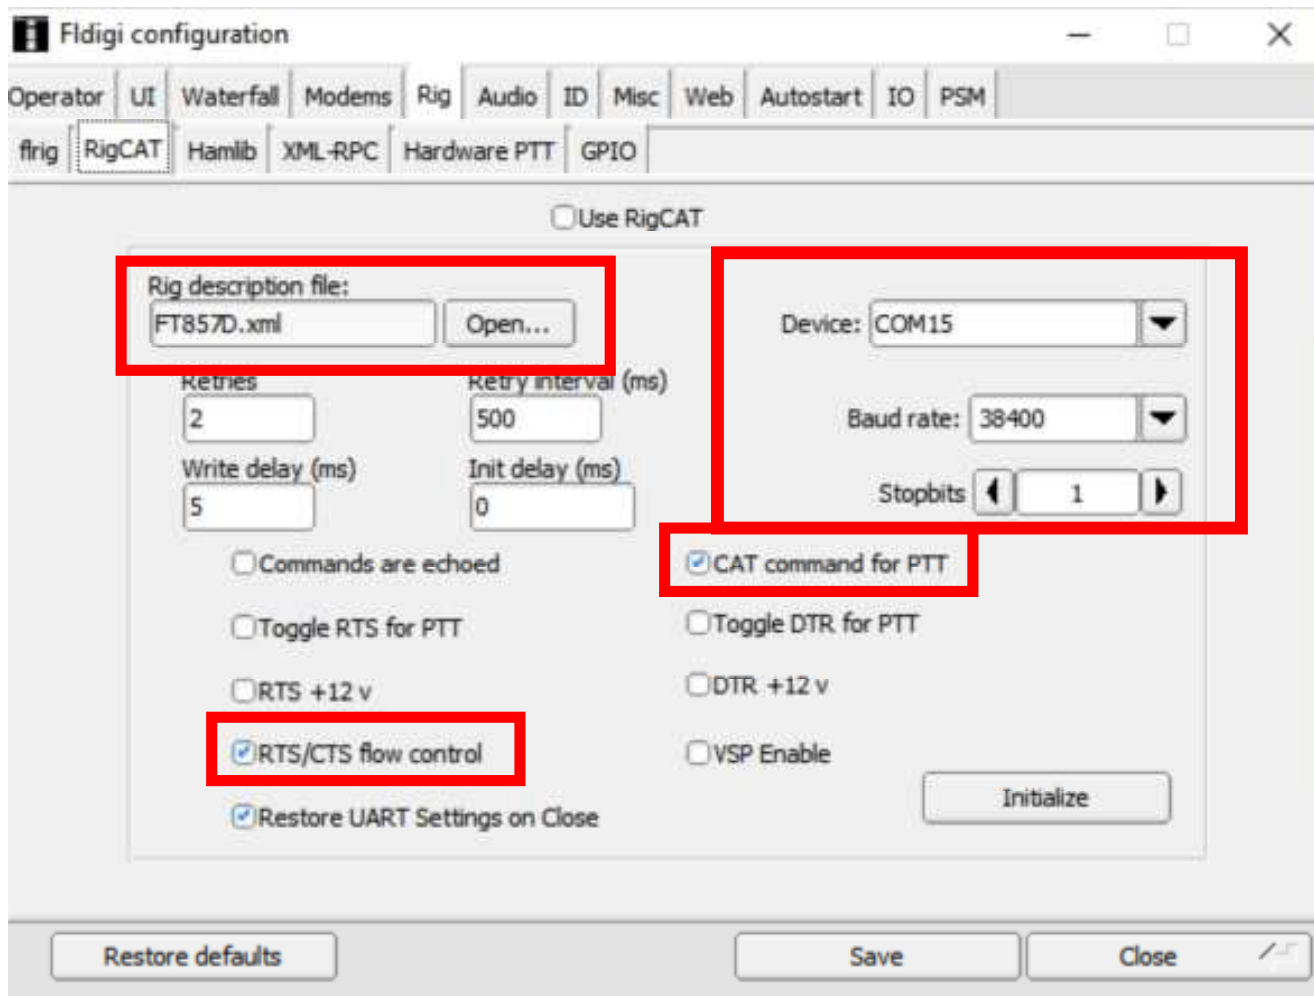 Fldigi configuration
Operator UI Waterfall Modems Rig Audio ID Misc Web Autostart IO PSM
flrig RigCAT Hamlib XML-RPC Hardware PTT GPIO
Use RigCAT
Rig description file:
FT857D.xml Open...
Device: COM15
Retries Retry interval (ms)
2 500
Baud rate: 38400
Write delay (ms) Init delay (ms)
5 0
Stopbits 1
Commands are echoed CAT command for PTT
Toggle RTS for PTT Toggle DTR for PTT
RTS +12 v DTR +12 v
RTS/CTS flow control VSP Enable
Initialize
Restore UART Settings on Close
Restore defaults Save Close